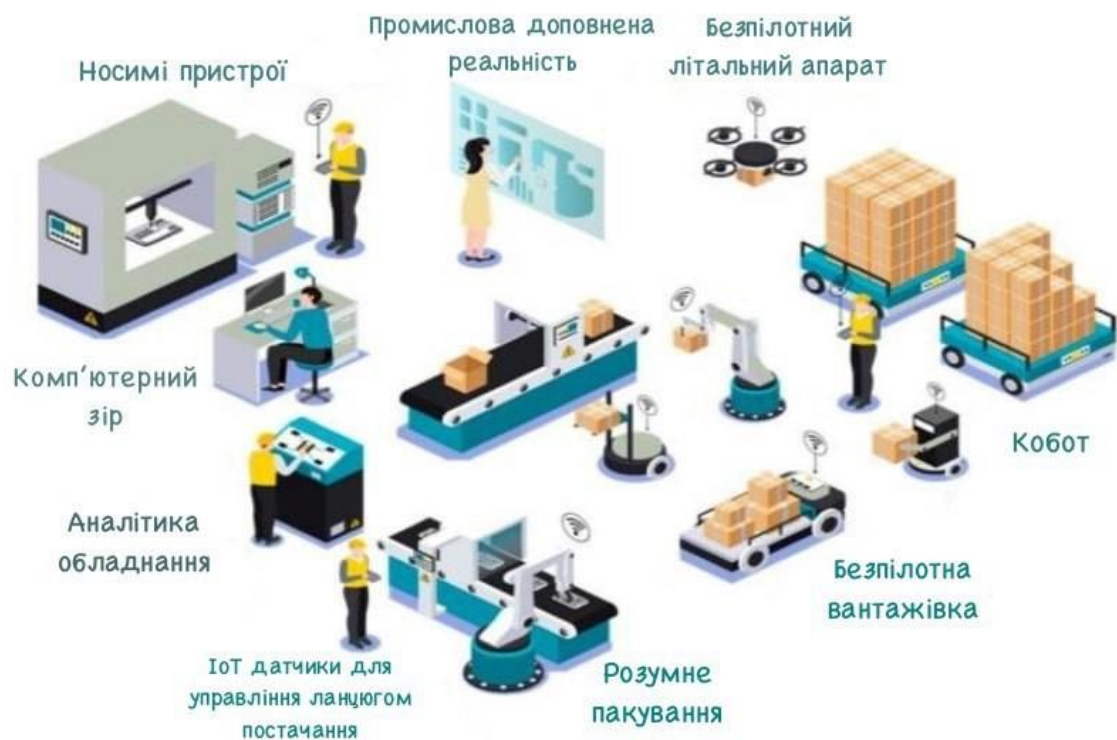 Носимі пристрої
Промислова доповнена
реальність
Безпілотний
літальний апарат
Комп'ютерний
зір
Кобот
Аналітика
обладнання
Безпілотна
вантажівка
ІоТ датчики для
управління ланцюгом
постачання
Розумне
пакування